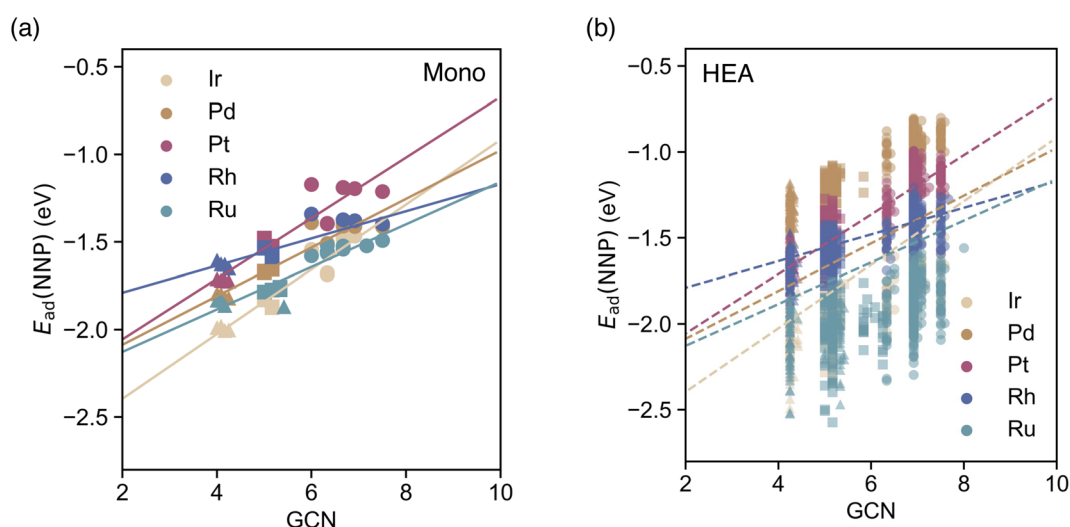 (a)
Mono
Ir
Pd
Pt
Rh
Ru
−0.5
−1.0
−1.5
−2.0
−2.5
E_ad(NNP) (eV)
2 4 6 8 10
GCN
(b)
HEA
Ir
Pd
Pt
Rh
Ru
−0.5
−1.0
−1.5
−2.0
−2.5
E_ad(NNP) (eV)
2 4 6 8 10
GCN